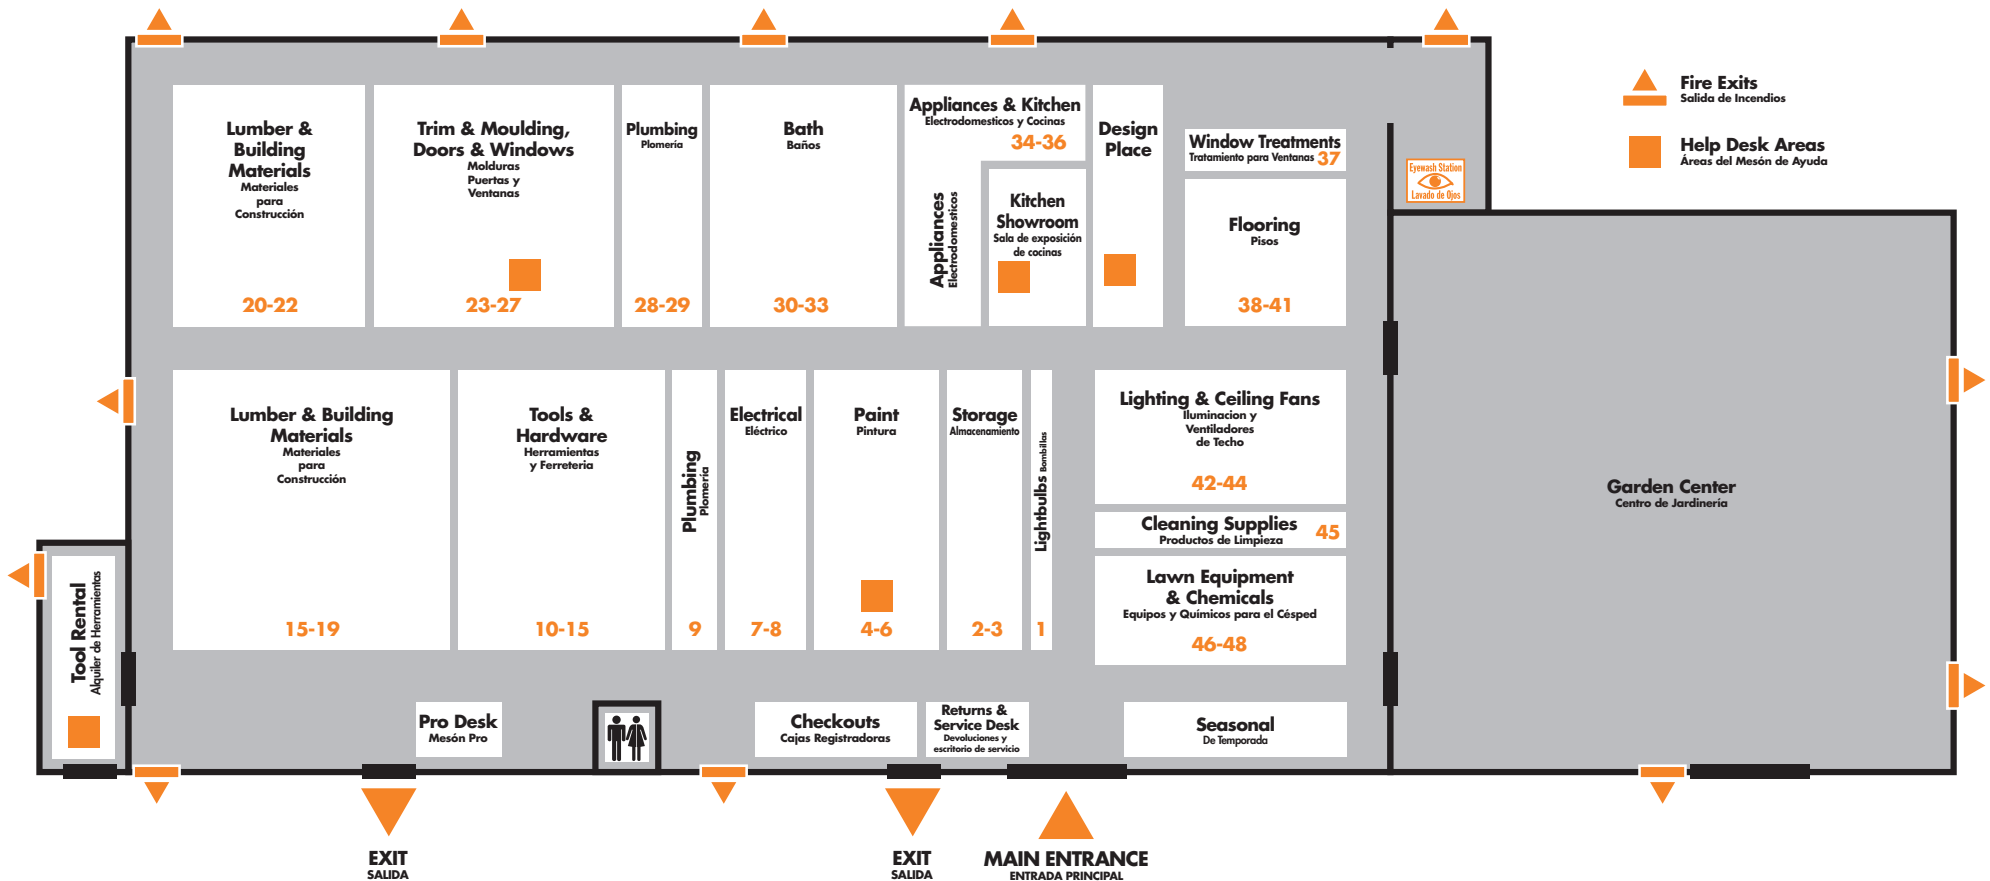 Lumber &
Building
Materials
Materiales
para
Construcción
20-22
Trim & Moulding,
Doors & Windows
Molduras
Puertas y
Ventanas
23-27
Plumbing
Plomería
28-29
Bath
Baños
30-33
Appliances & Kitchen
Electrodomesticos y Cocinas
34-36
Appliances
Electrodomesticos
Kitchen
Showroom
Sala de exposición
de cocinas
Design
Place
Window Treatments
Tratamiento para Ventanas 37
Flooring
Pisos
38-41
Eyewash Station
Lavado de Ojos
Fire Exits
Salida de Incendios
Help Desk Areas
Áreas del Mesón de Ayuda
Lumber & Building
Materials
Materiales
para
Construcción
15-19
Tools &
Hardware
Herramientas
y Ferreteria
10-15
Plumbing
Plomería
9
Electrical
Eléctrico
7-8
Paint
Pintura
4-6
Storage
Almacenamiento
2-3
Lightbulbs Bombillas
1
Lighting & Ceiling Fans
Iluminacion y
Ventiladores
de Techo
42-44
Cleaning Supplies
Productos de Limpieza
45
Lawn Equipment
& Chemicals
Equipos y Químicos para el Césped
46-48
Garden Center
Centro de Jardinería
Tool Rental
Alquiler de Herramientas
Pro Desk
Mesón Pro
Checkouts
Cajas Registradoras
Returns &
Service Desk
Devoluciones y
escritorio de servicio
Seasonal
De Temporada
EXIT
SALIDA
EXIT
SALIDA
MAIN ENTRANCE
ENTRADA PRINCIPAL